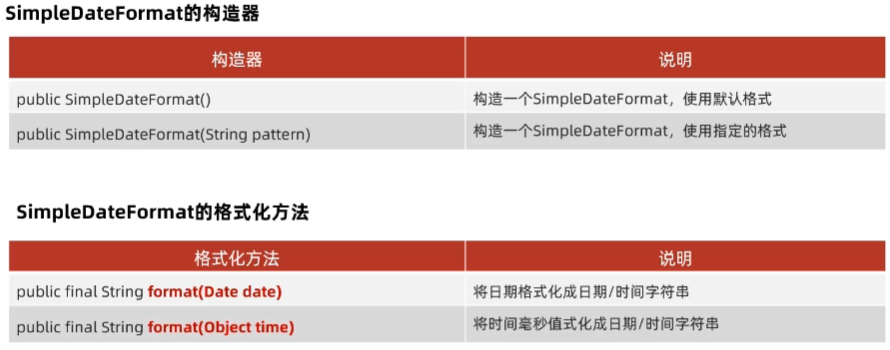 SimpleDateFormat的构造器
构造器 说明
public SimpleDateFormat() 构造一个SimpleDateFormat，使用默认格式
public SimpleDateFormat(String pattern) 构造一个SimpleDateFormat，使用指定的格式
SimpleDateFormat的格式化方法
格式化方法 说明
public final String format(Date date) 将日期格式化成日期/时间字符串
public final String format(Object time) 将时间毫秒值式化成日期/时间字符串